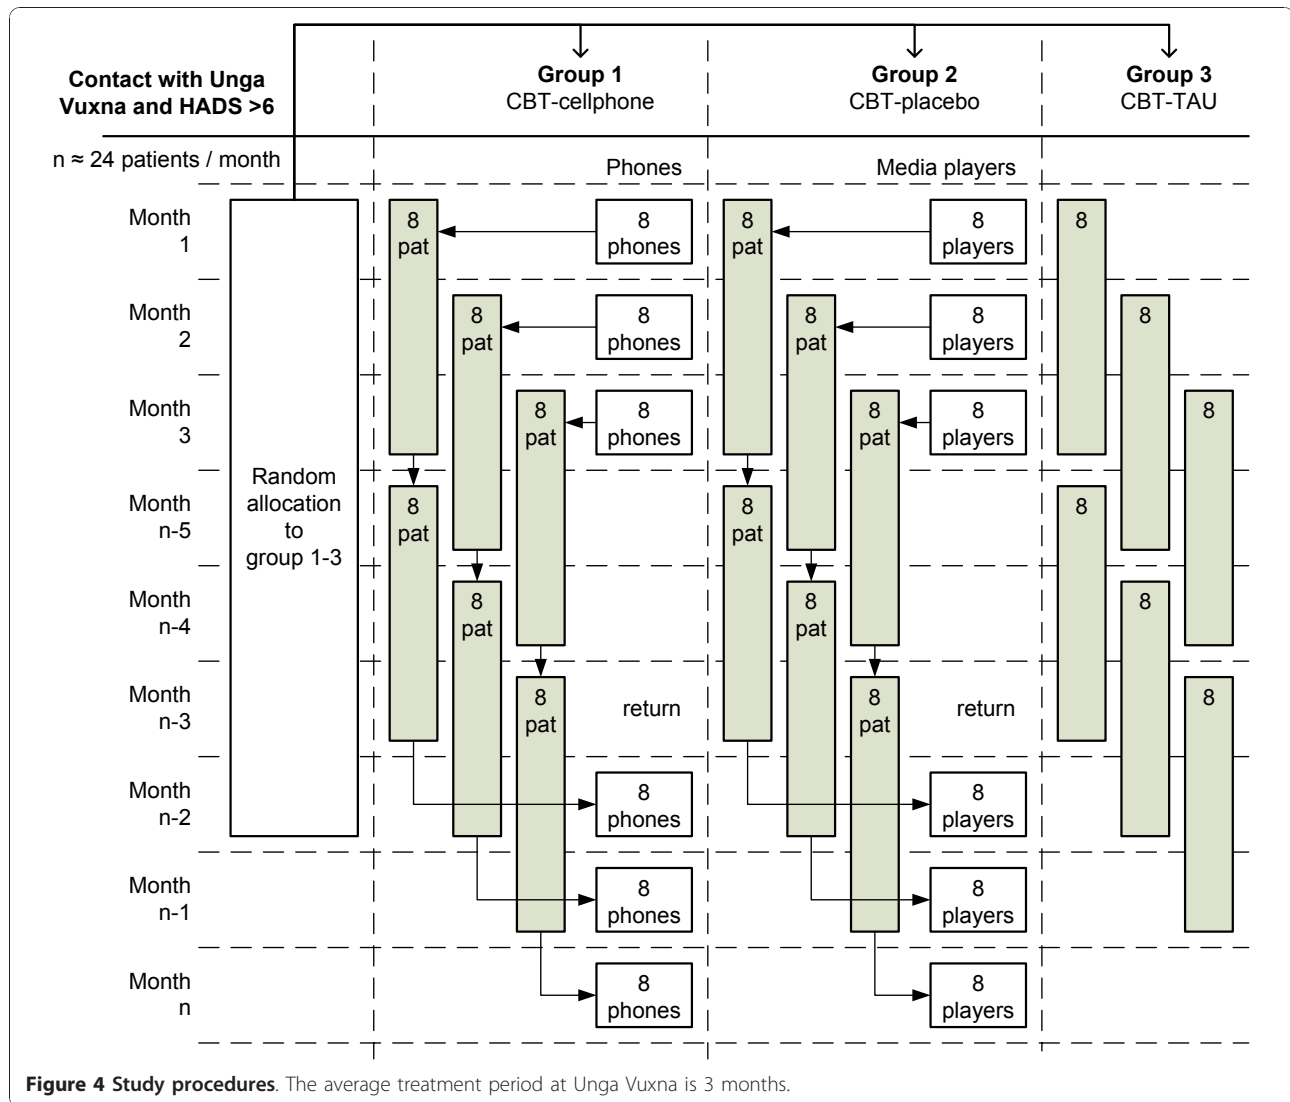 Contact with Unga
Vuxna and HADS >6
Group 1
CBT-cellphone
Group 2
CBT-placebo
Group 3
CBT-TAU
n ≈ 24 patients / month
Phones
Media players
Month
1
8
pat
8
phones
8
pat
8
players
8
Month
2
8
pat
8
phones
8
pat
8
players
8
Month
3
8
pat
8
phones
8
pat
8
players
8
Random
allocation
to
group 1-3
Month
n-5
8
pat
8
pat
8
Month
n-4
8
pat
8
pat
8
Month
n-3
8
pat
return
8
pat
return
8
Month
n-2
8
phones
8
players
Month
n-1
8
phones
8
players
Month
n
8
phones
8
players
Figure 4 Study procedures. The average treatment period at Unga Vuxna is 3 months.